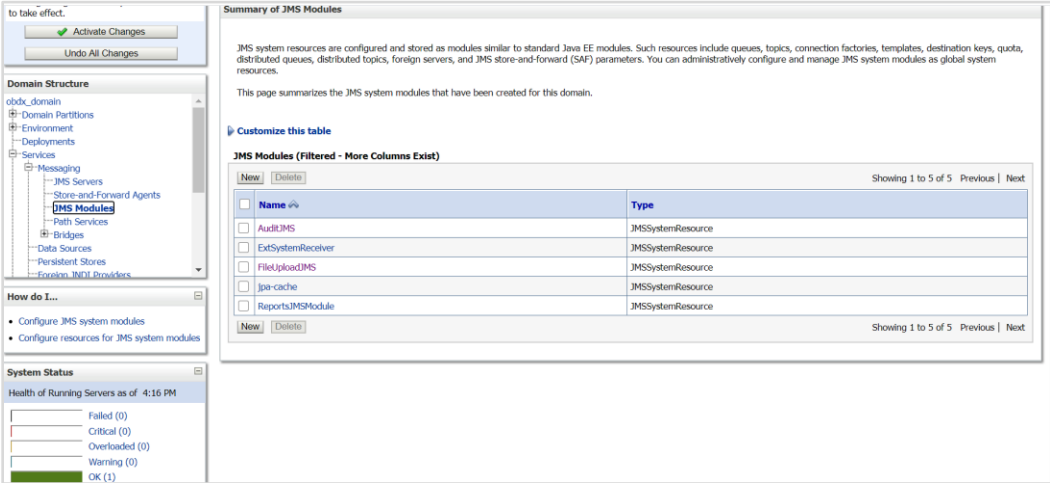 to take effect.
Activate Changes
Undo All Changes
Domain Structure
obdx_domain
Domain Partitions
Environment
Deployments
Services
Messaging
JMS Servers
Store-and-Forward Agents
JMS Modules
Path Services
Bridges
Data Sources
Persistent Stores
Foreign JNDI Providers
How do I...
Configure JMS system modules
Configure resources for JMS system modules
System Status
Health of Running Servers as of 4:16 PM
Failed (0)
Critical (0)
Overloaded (0)
Warning (0)
OK (1)
Summary of JMS Modules
JMS system resources are configured and stored as modules similar to standard Java EE modules. Such resources include queues, topics, connection factories, templates, destination keys, quota,
distributed queues, distributed topics, foreign servers, and JMS store-and-forward (SAF) parameters. You can administratively configure and manage JMS system modules as global system
resources.
This page summarizes the JMS system modules that have been created for this domain.
Customize this table
JMS Modules (Filtered - More Columns Exist)
New Delete Showing 1 to 5 of 5 Previous | Next
Name Type
AuditJMS JMSSystemResource
ExtSystemReceiver JMSSystemResource
FileUploadJMS JMSSystemResource
jpa-cache JMSSystemResource
ReportsJMSModule JMSSystemResource
New Delete Showing 1 to 5 of 5 Previous | Next